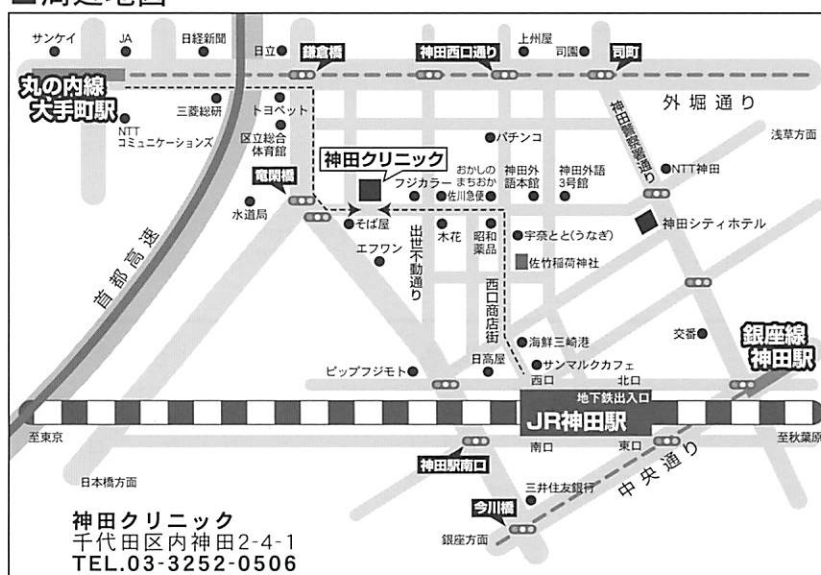 サンケイ
JA
日経新聞
日立
鎌倉橋
神田西口通り
上州屋
司園
司町
丸の内線
大手町駅
外堀通り
三菱総研
トヨペット
NTT
コミュニケーションズ
区立総合
体育館
パチンコ
神田警察署通り
浅草方面
神田クリニック
竜閑橋
フジカラー
おかしの
まちおか
佐川急便
神田外
語本館
神田外語
3号館
NTT神田
水道局
そば屋
木花
昭和
薬品
宇奈とと(うなぎ)
神田シティホテル
エフワン
出世不動通り
佐竹稲荷神社
首都高速
西口商店街
海鮮三崎港
交番
銀座線
神田駅
ピップフジモト
日高屋
サンマルクカフェ
西口
北口
地下鉄出入口
JR神田駅
至東京
南口
東口
至秋葉原
神田駅南口
中央通り
日本橋方面
三井住友銀行
今川橋
銀座方面
神田クリニック
千代田区内神田2-4-1
TEL.03-3252-0506